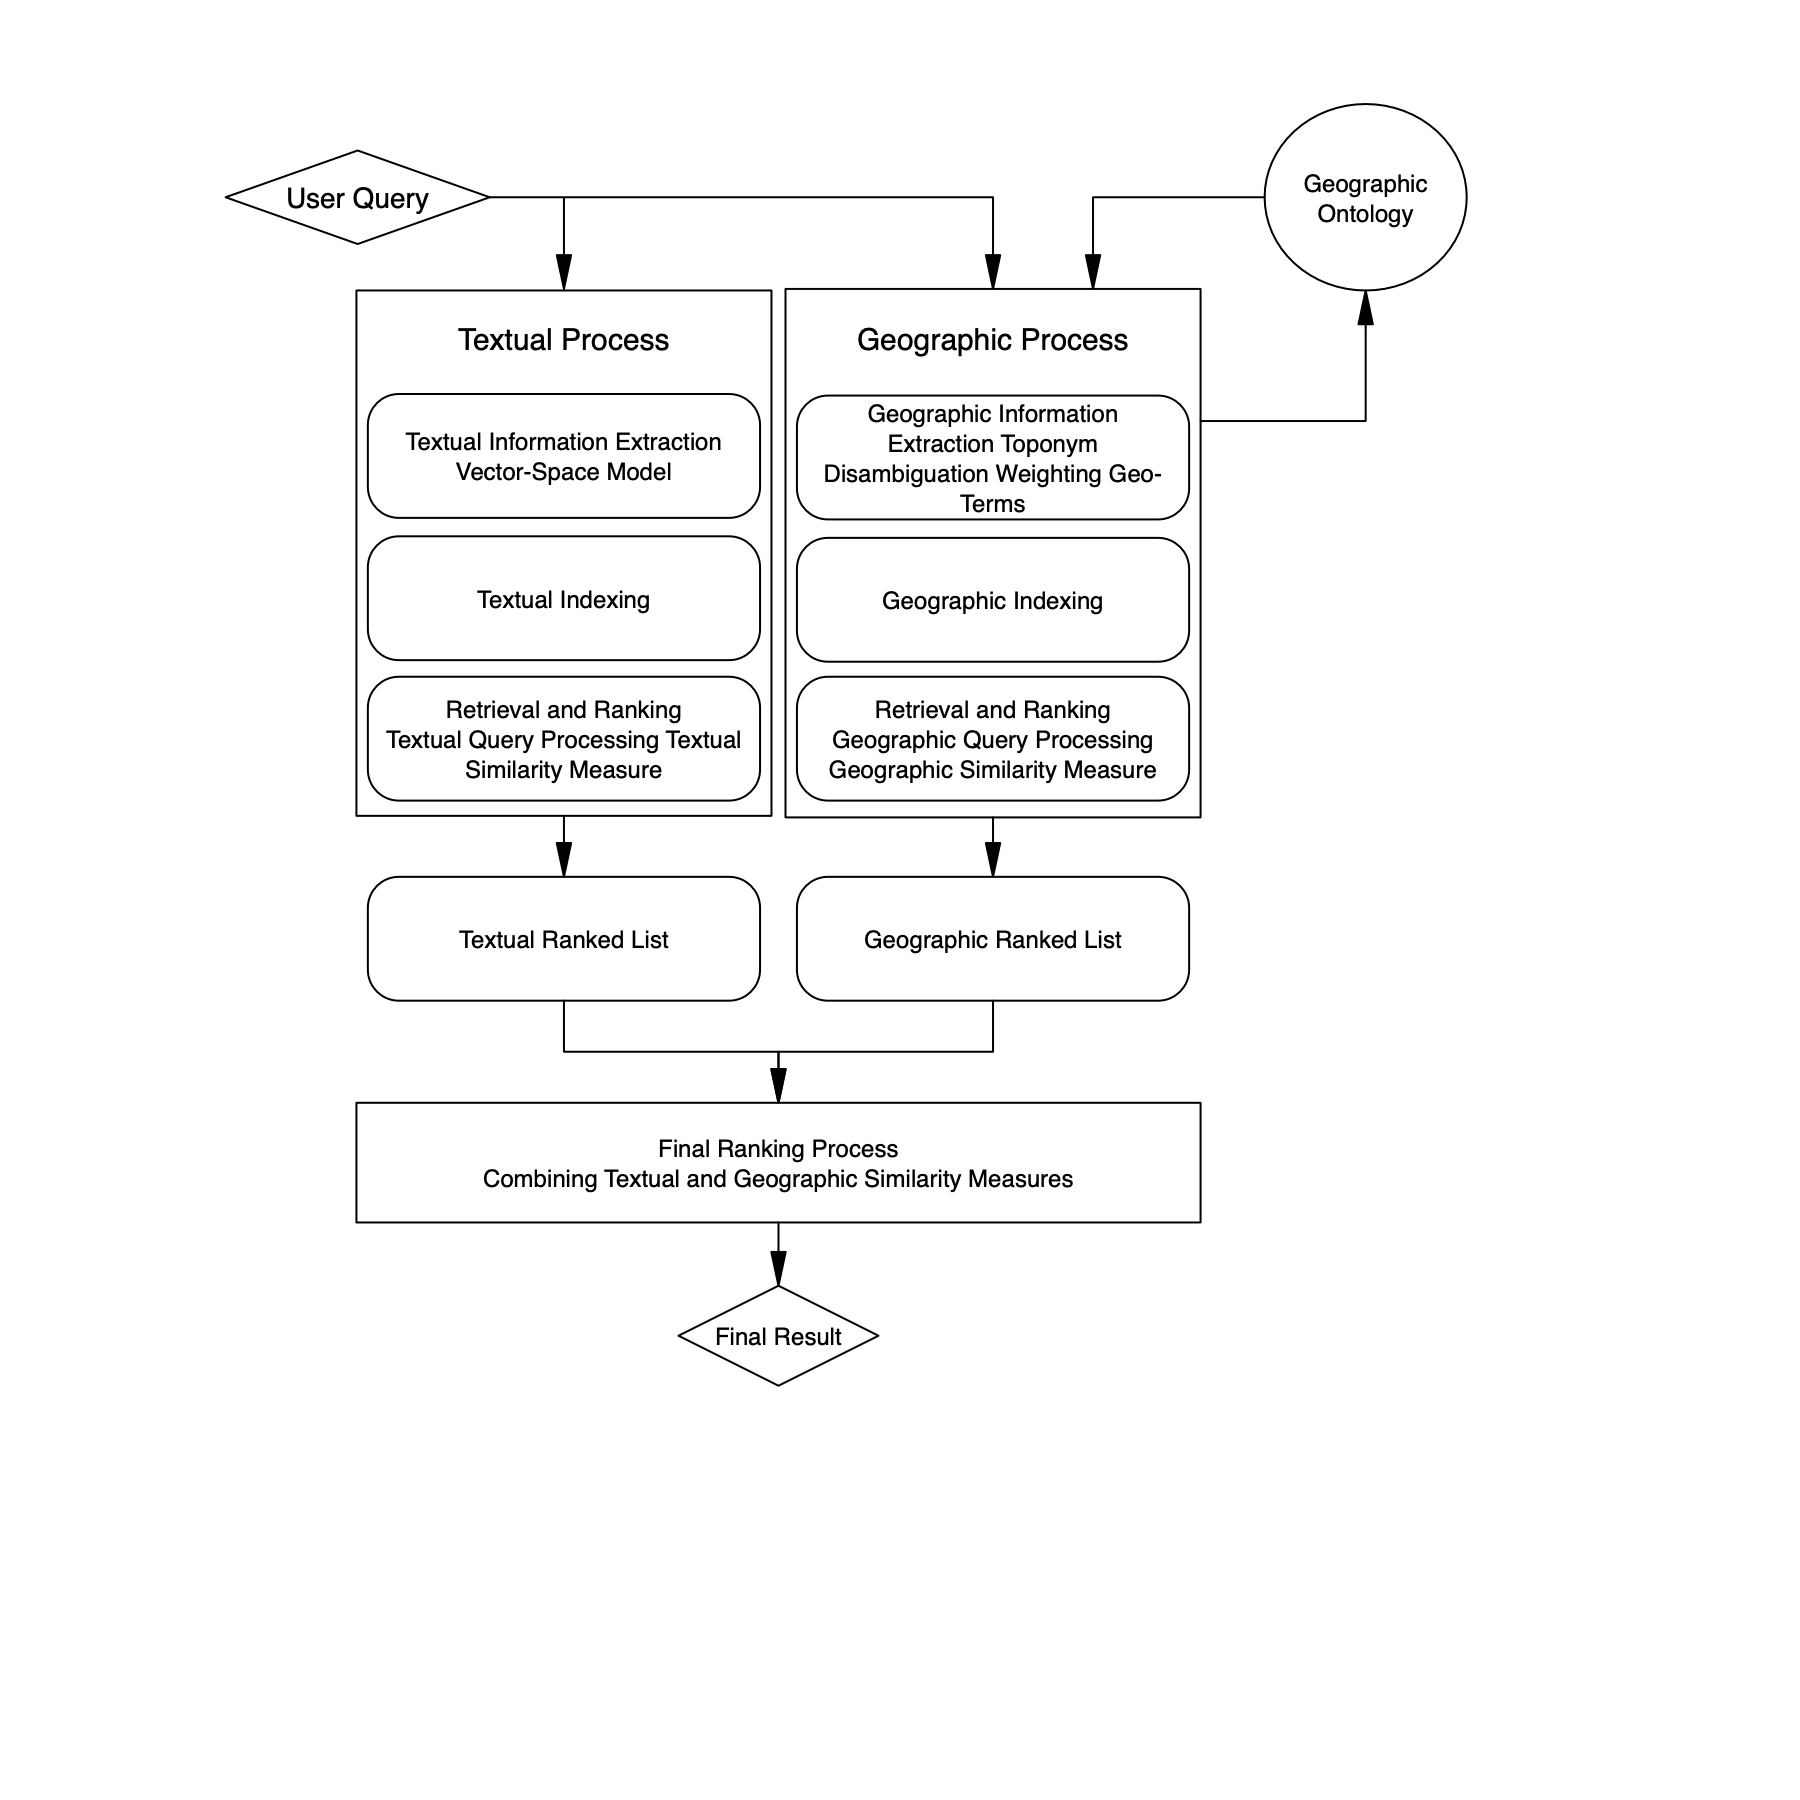 User Query
Geographic
Ontology
Textual Process
Textual Information Extraction
Vector-Space Model
Textual Indexing
Retrieval and Ranking
Textual Query Processing Textual
Similarity Measure
Geographic Process
Geographic Information
Extraction Toponym
Disambiguation Weighting Geo-
Terms
Geographic Indexing
Retrieval and Ranking
Geographic Query Processing
Geographic Similarity Measure
Textual Ranked List
Geographic Ranked List
Final Ranking Process
Combining Textual and Geographic Similarity Measures
Final Result